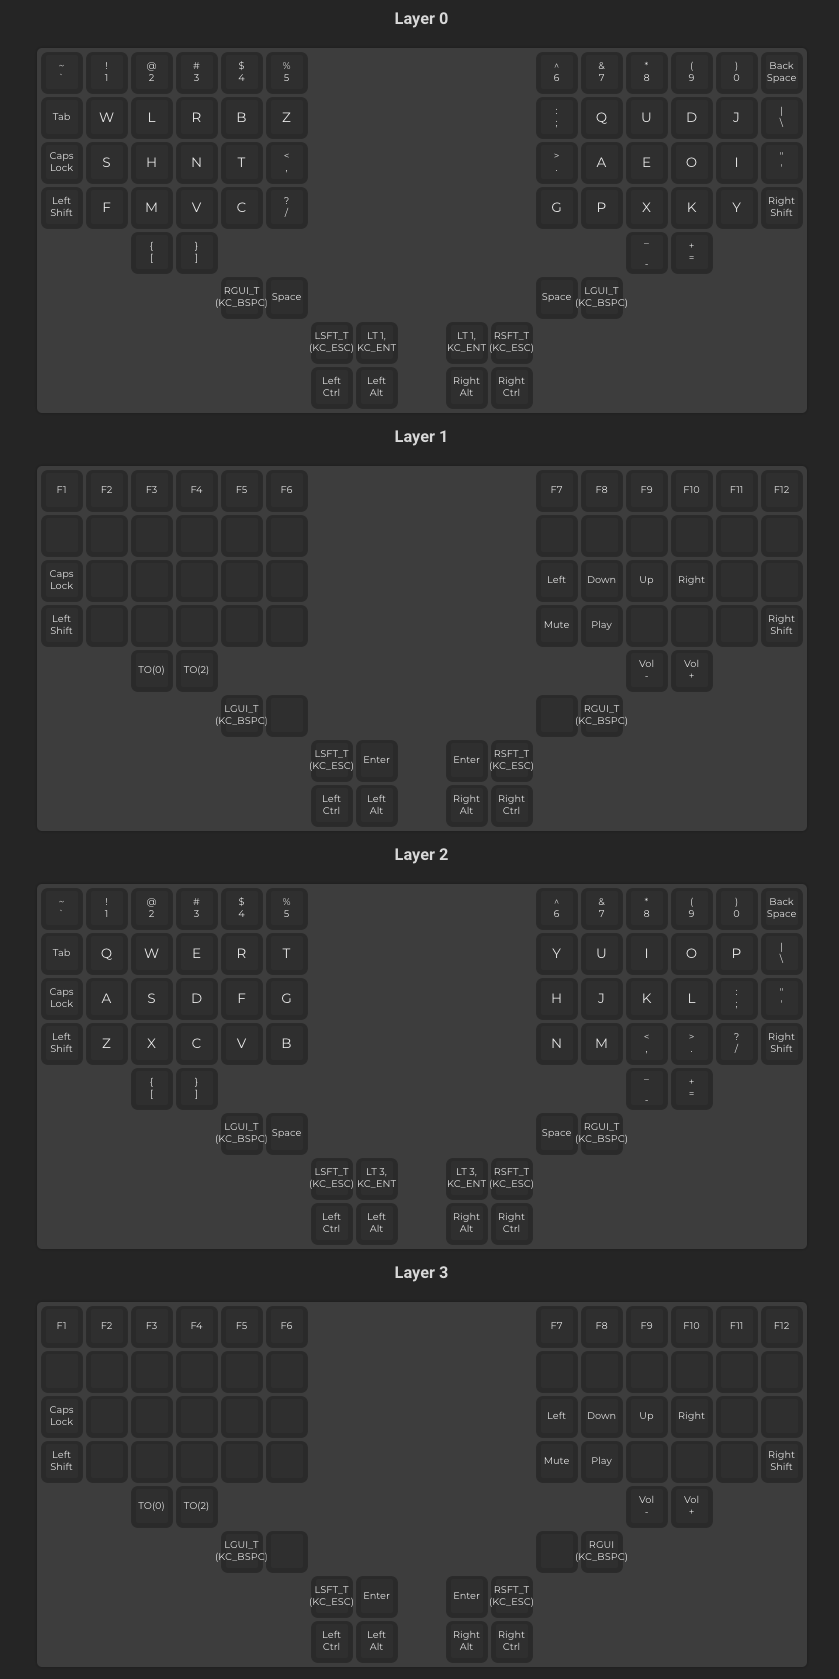 Layer 0
~ ! @ # $ % ^ & * ( ) Back
` 1 2 3 4 5 6 7 8 9 0 Space
Tab W L R B Z : Q U D J |
; \
Caps S H N T < > A E O I "
Lock , . '
Left F M V C ? G P X K Y Right
Shift / Shift
{ } _ +
[ ] - =
RGUI_T Space Space LGUI_T
(KC_BSPC) (KC_BSPC)
LSFT_T LT 1, LT 1, RSFT_T
(KC_ESC) KC_ENT KC_ENT (KC_ESC)
Left Left Right Right
Ctrl Alt Alt Ctrl
Layer 1
F1 F2 F3 F4 F5 F6 F7 F8 F9 F10 F11 F12
Caps Left Down Up Right
Lock
Left Mute Play Right
Shift Shift
TO(0) TO(2) Vol Vol
- +
LGUI_T RGUI_T
(KC_BSPC) (KC_BSPC)
LSFT_T Enter Enter RSFT_T
(KC_ESC) (KC_ESC)
Left Left Right Right
Ctrl Alt Alt Ctrl
Layer 2
~ ! @ # $ % ^ & * ( ) Back
` 1 2 3 4 5 6 7 8 9 0 Space
Tab Q W E R T Y U I O P |
\
Caps A S D F G H J K L : "
Lock ; '
Left Z X C V B N M < > ? Right
Shift , . / Shift
{ } _ +
[ ] - =
LGUI_T Space Space RGUI_T
(KC_BSPC) (KC_BSPC)
LSFT_T LT 3, LT 3, RSFT_T
(KC_ESC) KC_ENT KC_ENT (KC_ESC)
Left Left Right Right
Ctrl Alt Alt Ctrl
Layer 3
F1 F2 F3 F4 F5 F6 F7 F8 F9 F10 F11 F12
Caps Left Down Up Right
Lock
Left Mute Play Right
Shift Shift
TO(0) TO(2) Vol Vol
- +
LGUI_T RGUI
(KC_BSPC) (KC_BSPC)
LSFT_T Enter Enter RSFT_T
(KC_ESC) (KC_ESC)
Left Left Right Right
Ctrl Alt Alt Ctrl